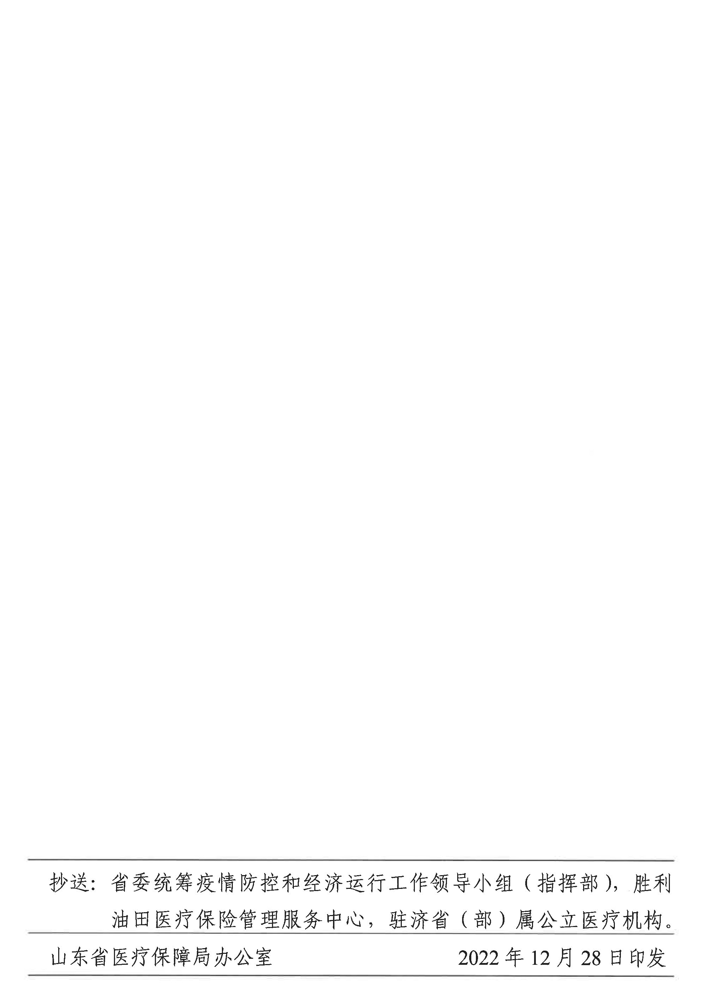 抄送：省委统筹疫情防控和经济运行工作领导小组（指挥部），胜利
油田医疗保险管理服务中心，驻济省（部）属公立医疗机构。
山东省医疗保障局办公室 2022年12月28日印发